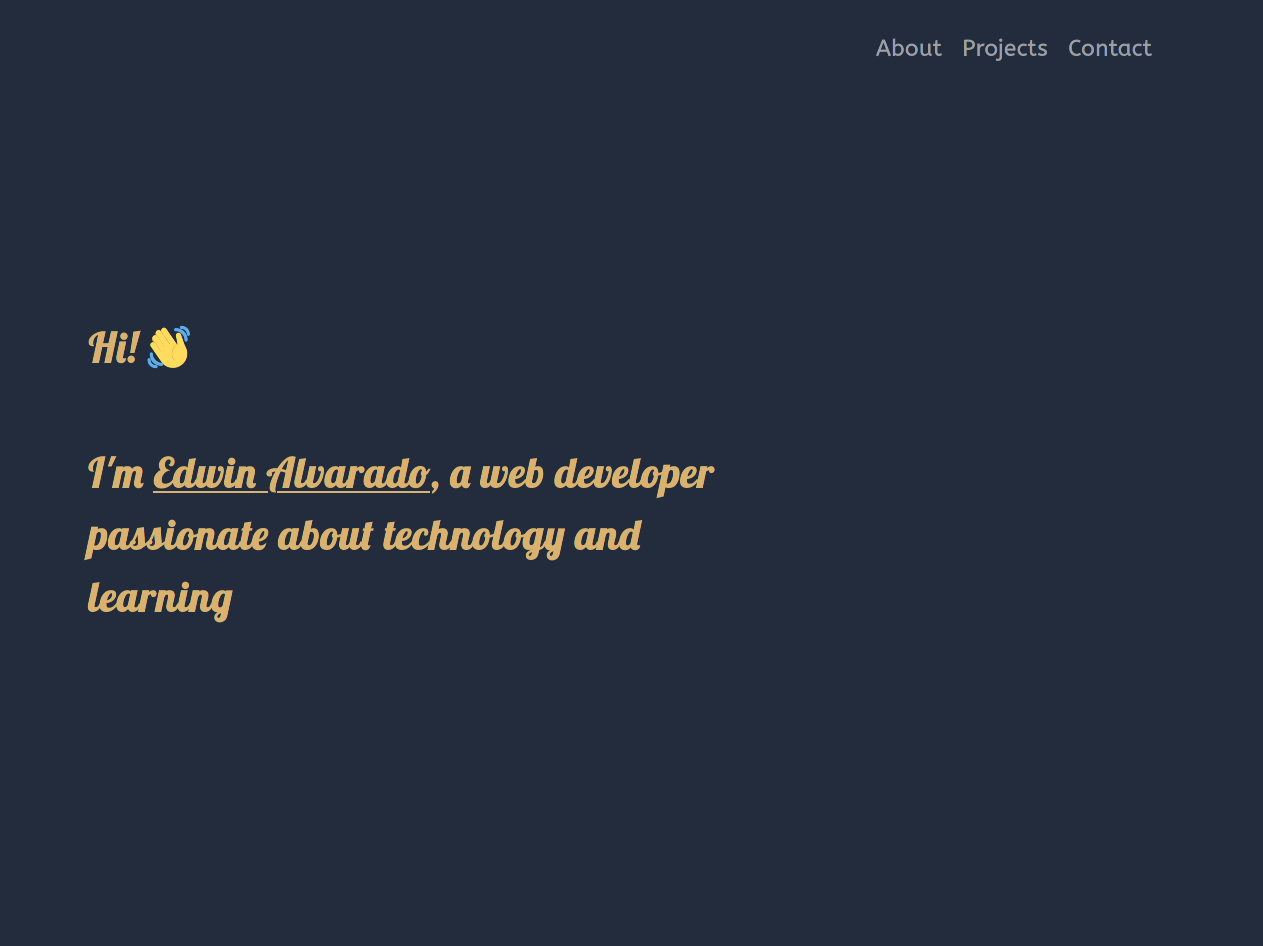 About Projects Contact
Hi! 👋
I'm Edwin Alvarado, a web developer
passionate about technology and
learning